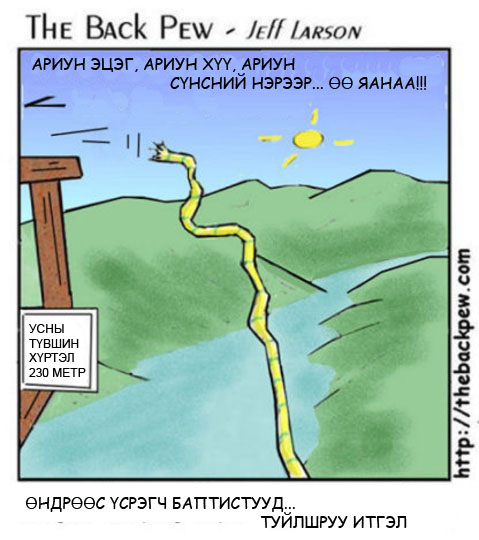 THE BACK PEW - JEFF LARSON
АРИУН ЭЦЭГ, АРИУН ХҮҮ, АРИУН
СҮНСНИЙ НЭРЭЭР... ӨӨ ЯАНАА!!!
УСНЫ
ТҮВШИН
ХҮРТЭЛ
230 МЕТР
http://thebackpew.com
ӨНДРӨӨС ҮСРЭГЧ БАПТИСТУУД...
ТУЙЛШРУУ ИТГЭЛ